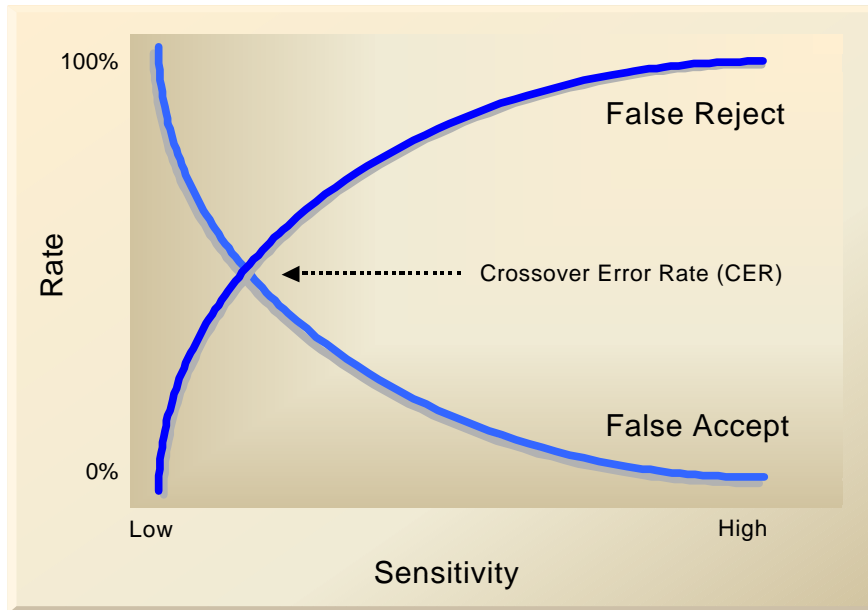 100%
False Reject
Rate
Crossover Error Rate (CER)
False Accept
0%
Low
High
Sensitivity